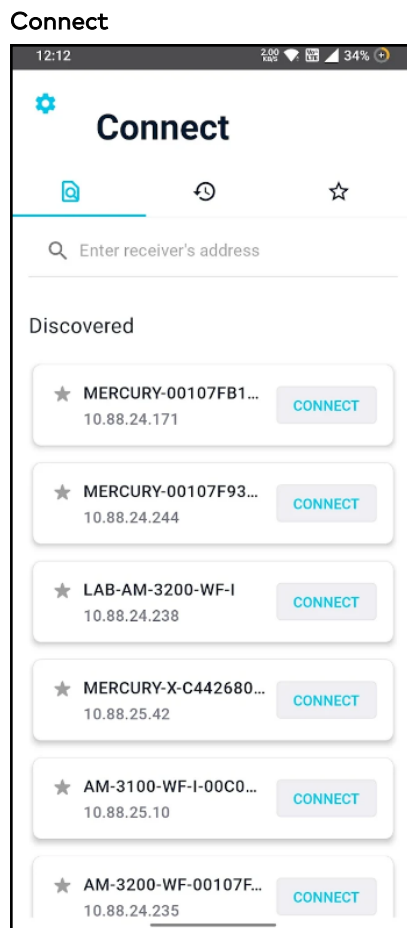 Connect
12:12 2.00 KB/S 34%
Connect
Enter receiver's address
Discovered
MERCURY-00107FB1...
10.88.24.171
CONNECT
MERCURY-00107F93...
10.88.24.244
CONNECT
LAB-AM-3200-WF-I
10.88.24.238
CONNECT
MERCURY-X-C442680...
10.88.25.42
CONNECT
AM-3100-WF-I-00C0...
10.88.25.10
CONNECT
AM-3200-WF-00107F...
10.88.24.235
CONNECT